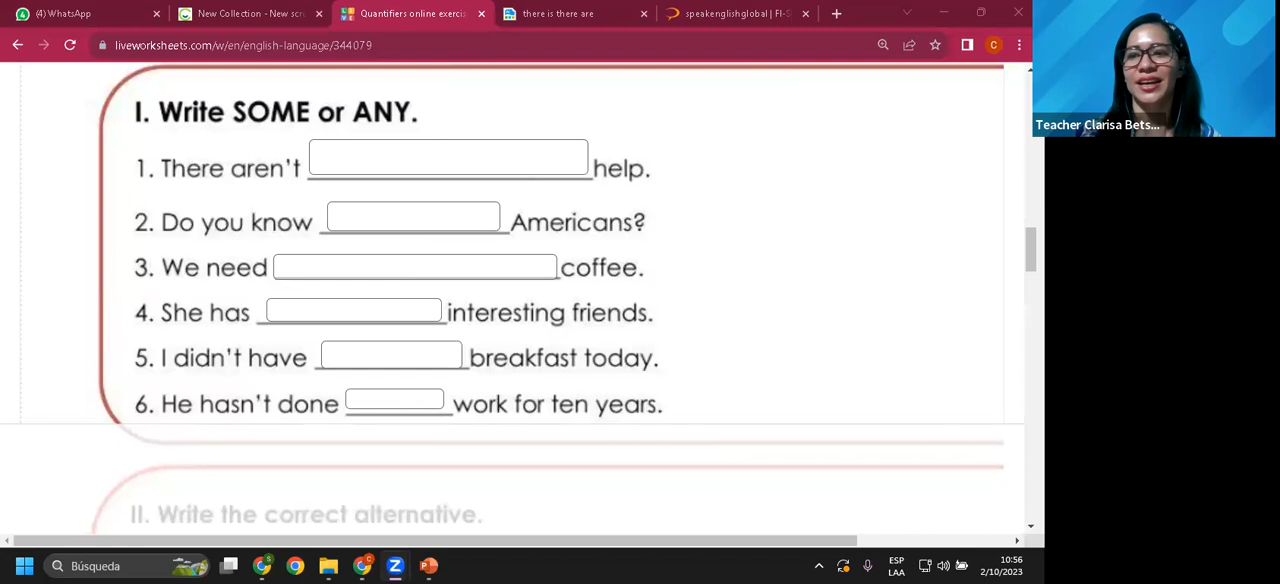 (4) WhatsApp
New Collection - New scr
Quantifiers online exercis
there is there are
speakenglishglobal | FI-S
liveworksheets.com/w/en/english-language/344079
C
Teacher Clarisa Bets...
I. Write SOME or ANY.
1. There aren't help.
2. Do you know Americans?
3. We need coffee.
4. She has interesting friends.
5. I didn't have breakfast today.
6. He hasn't done work for ten years.
II. Write the correct alternative.
Búsqueda
ESP
LAA
10:56
2/10/2023